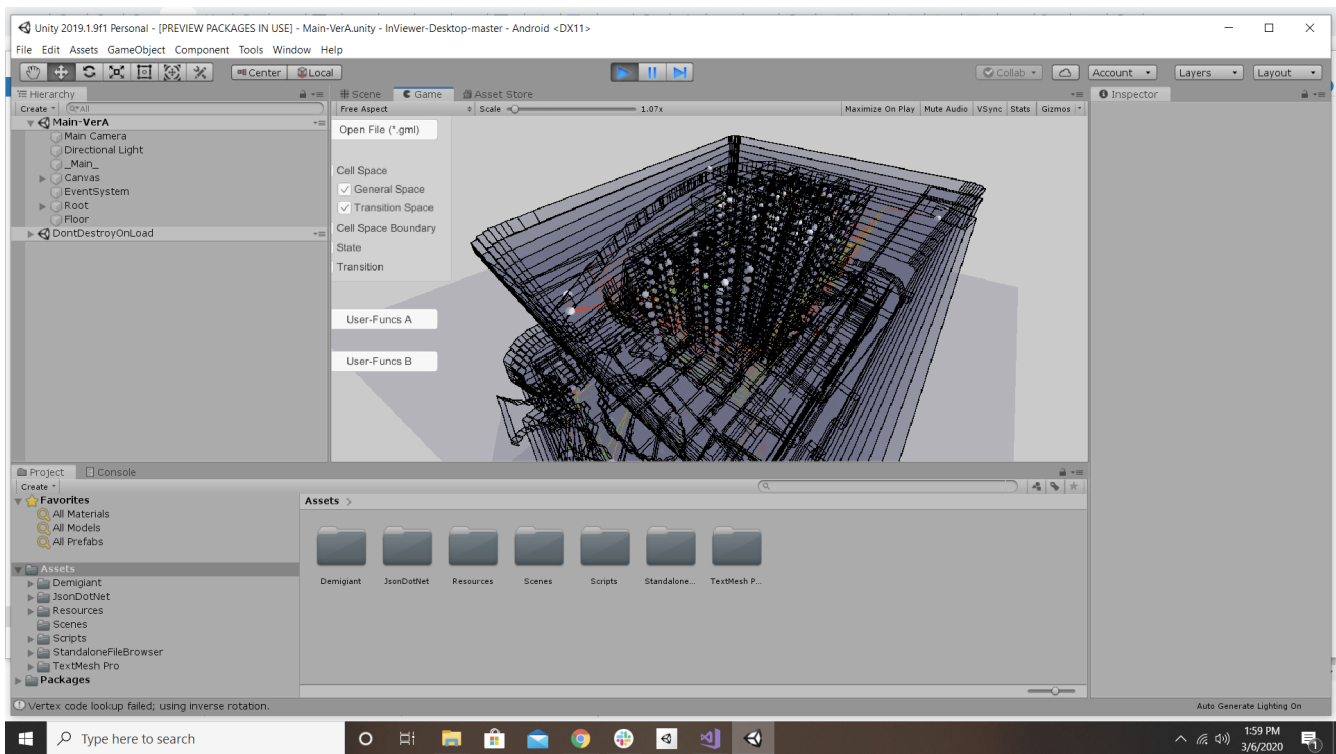 Unity 2019.1.9f1 Personal - [PREVIEW PACKAGES IN USE] - Main-VerA.unity - InViewer-Desktop-master - Android <DX11>
File Edit Assets GameObject Component Tools Window Help
Center Local Collab Account Layers Layout
Hierarchy
Create All
Main-VerA
Main Camera
Directional Light
_Main_
Canvas
EventSystem
Root
Floor
DontDestroyOnLoad
Scene Game Asset Store
Free Aspect Scale 1.07x Maximize On Play Mute Audio VSync Stats Gizmos
Open File (*.gml)
Cell Space
General Space
Transition Space
Cell Space Boundary
State
Transition
User-Funcs A
User-Funcs B
Inspector
Project Console
Create
Favorites
All Materials
All Models
All Prefabs
Assets
Demigiant
JsonDotNet
Resources
Scenes
Scripts
StandaloneFileBrowser
TextMesh Pro
Packages
Assets >
Demigiant JsonDotNet Resources Scenes Scripts Standalone... TextMesh P...
Vertex code lookup failed; using inverse rotation.
Auto Generate Lighting On
Type here to search
1:59 PM
3/6/2020
1